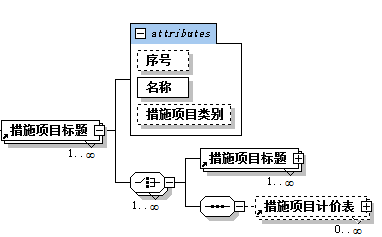 attributes
序号
名称
措施项目类别
措施项目标题
1..∞
措施项目标题
1..∞
1..∞
措施项目计价表
0..∞